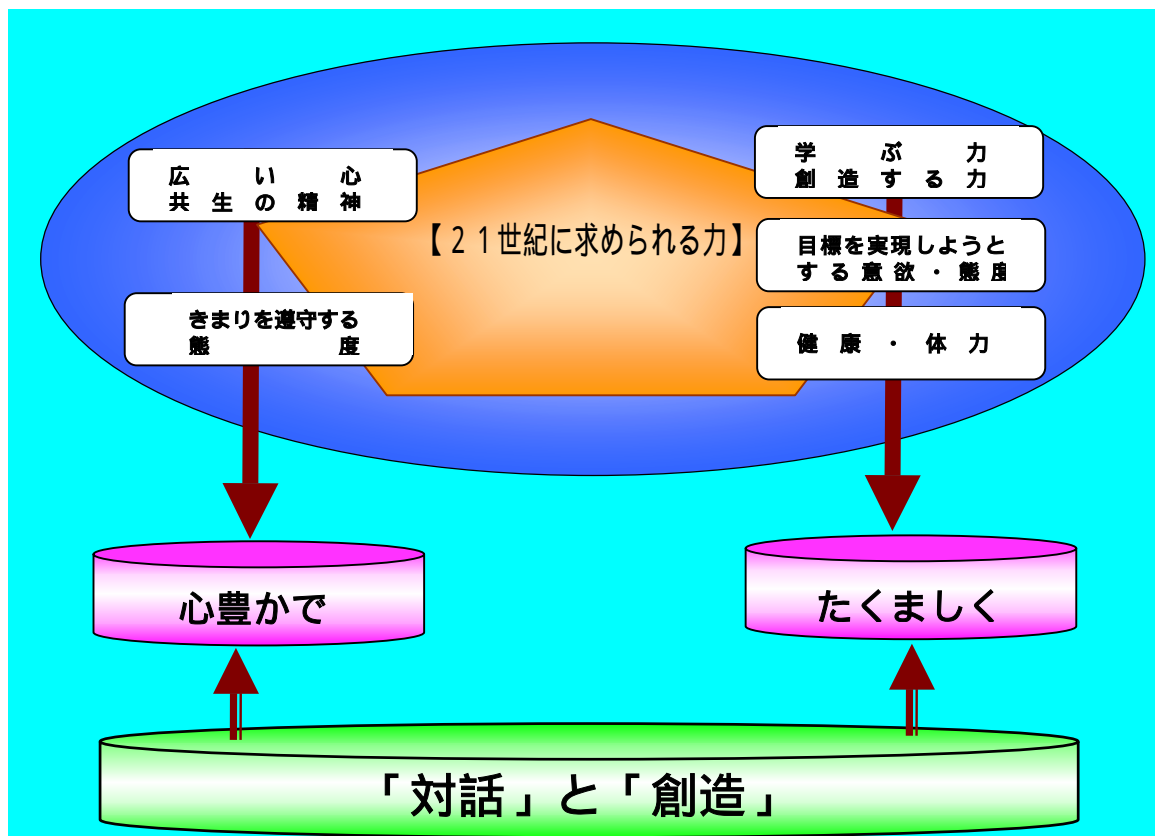 広い心
共生の精神
きまりを遵守する
態度
【２１世紀に求められる力】
学ぶ力
創造する力
目標を実現しようと
する意欲・態度
健康・体力
心豊かで
たくましく
「対話」と「創造」